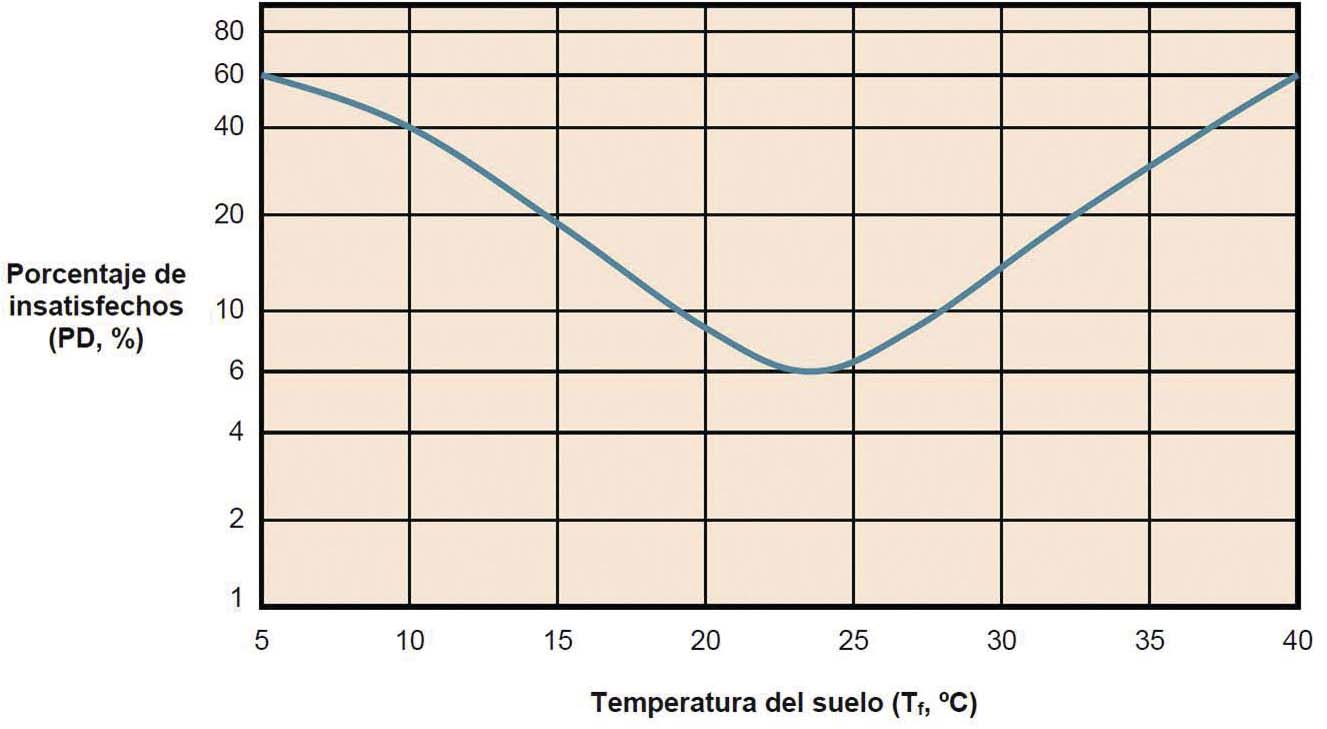 80
60
40
20
Porcentaje de
insatisfechos
(PD, %)
10
6
4
2
1
5 10 15 20 25 30 35 40
Temperatura del suelo (Tf, ºC)